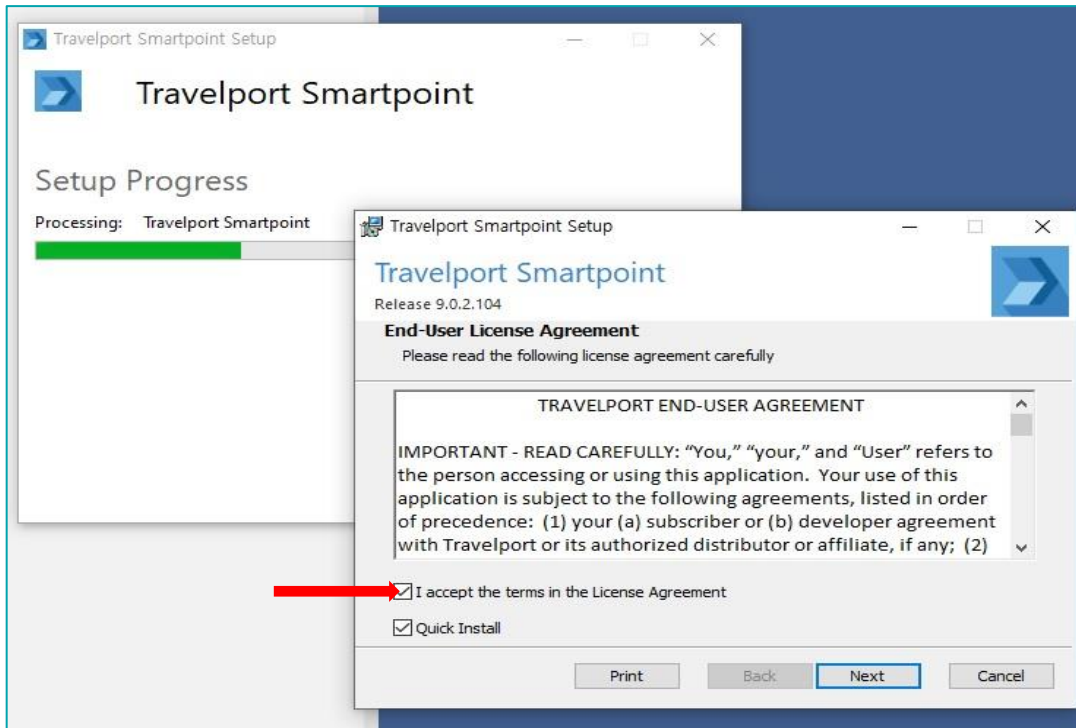 Travelport Smartpoint Setup
Travelport Smartpoint
Setup Progress
Processing: Travelport Smartpoint
Travelport Smartpoint Setup
Travelport Smartpoint
Release 9.0.2.104
End-User License Agreement
Please read the following license agreement carefully
TRAVELPORT END-USER AGREEMENT
IMPORTANT - READ CAREFULLY: “You,” “your,” and “User” refers to
the person accessing or using this application. Your use of this
application is subject to the following agreements, listed in order
of precedence: (1) your (a) subscriber or (b) developer agreement
with Travelport or its authorized distributor or affiliate, if any; (2)
I accept the terms in the License Agreement
Quick Install
Print Back Next Cancel